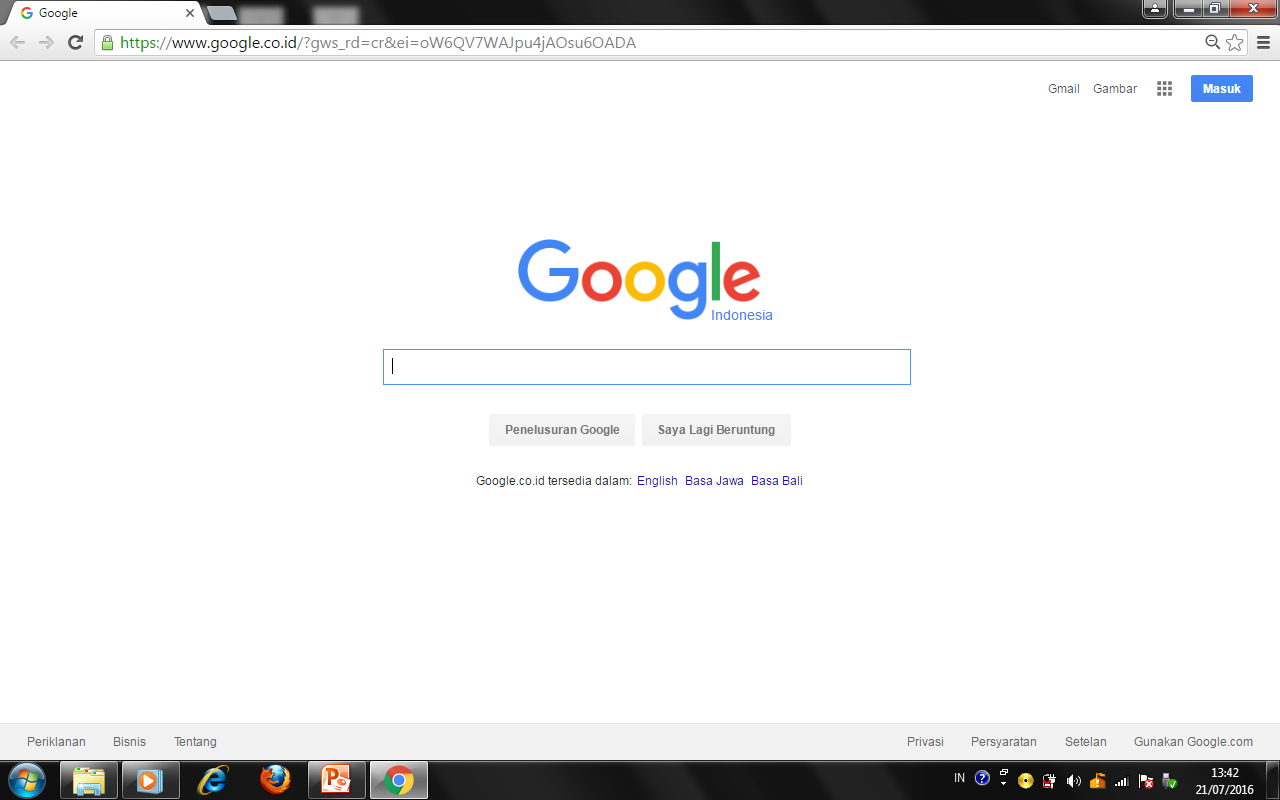 Google
https://www.google.co.id/?gws_rd=cr&ei=oW6QV7WAJpu4jAOsu6OADA
Gmail Gambar Masuk
Google
Indonesia
Penelusuran Google Saya Lagi Beruntung
Google.co.id tersedia dalam: English Basa Jawa Basa Bali
Periklanan Bisnis Tentang Privasi Persyaratan Setelan Gunakan Google.com
IN 13:42
21/07/2016